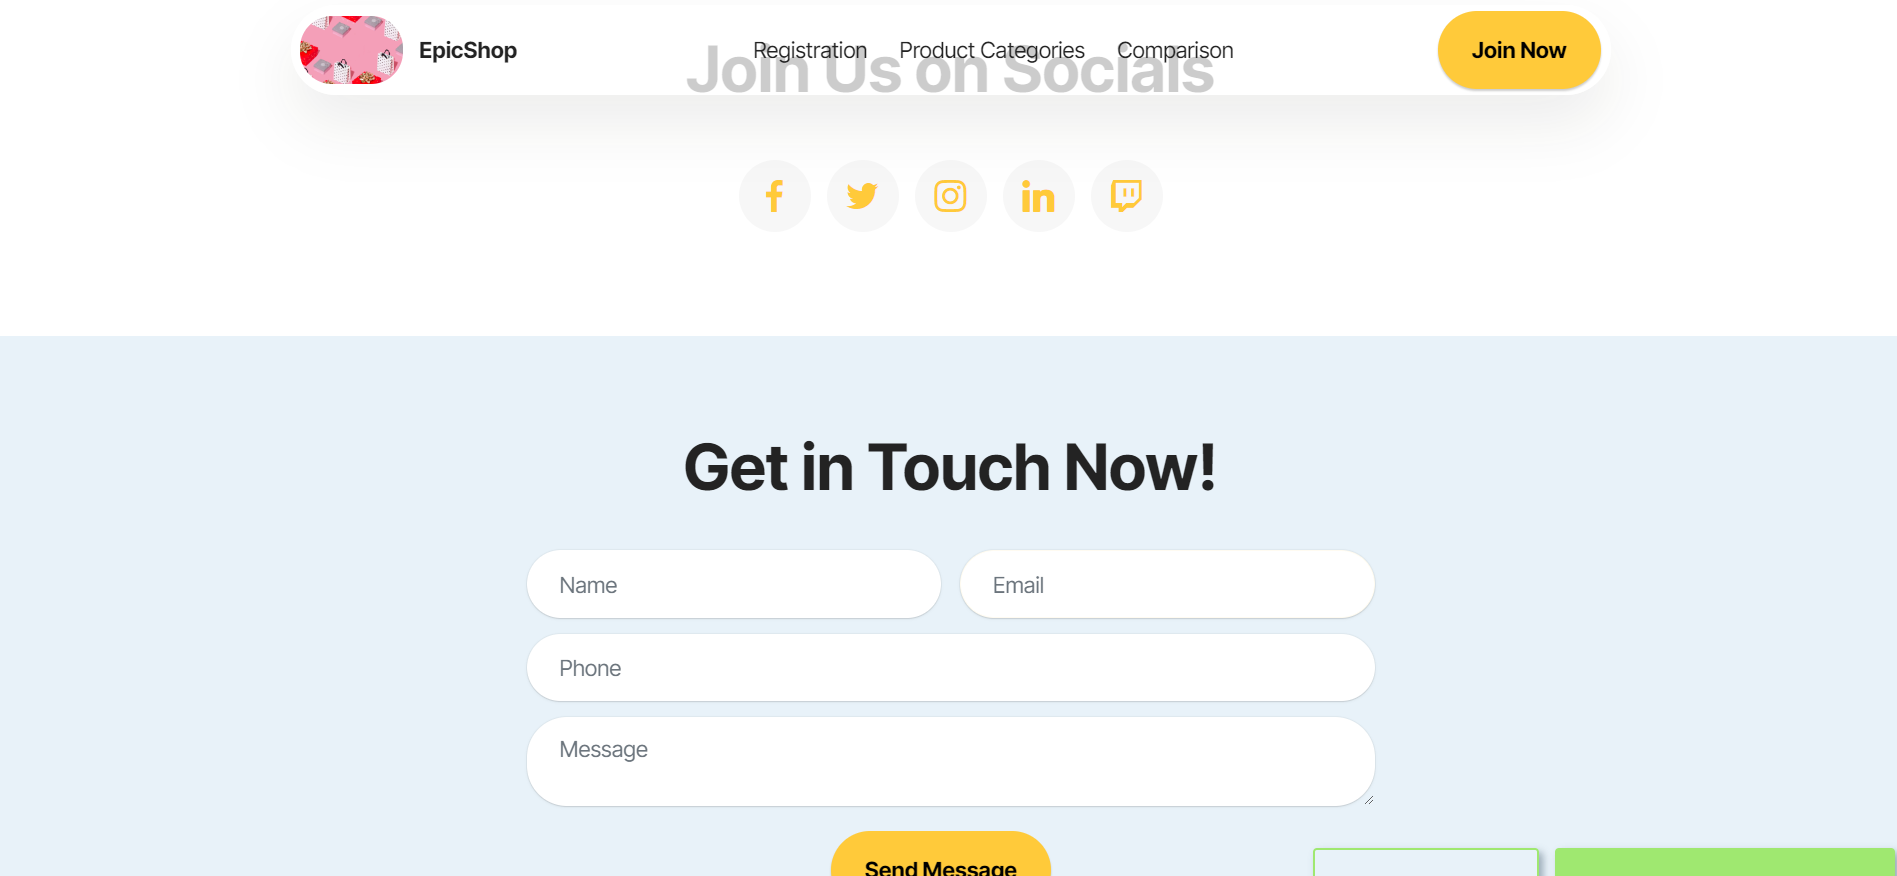 EpicShop
Registration
Product Categories
Comparison
Join Now
Join Us on Socials
Get in Touch Now!
Name
Email
Phone
Message
Send Message